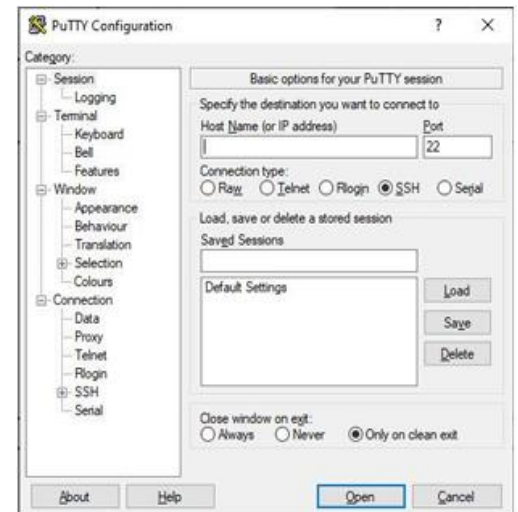 PuTTY Configuration
?
Category:
Session
Logging
Terminal
Keyboard
Bell
Features
Window
Appearance
Behaviour
Translation
Selection
Colours
Connection
Data
Proxy
Telnet
Rlogin
SSH
Serial
Basic options for your PuTTY session
Specify the destination you want to connect to
Host Name (or IP address) Port
22
Connection type:
Raw Telnet Rlogin SSH Serial
Load, save or delete a stored session
Saved Sessions
Default Settings
Load
Save
Delete
Close window on exit:
Always Never Only on clean exit
About Help Open Cancel